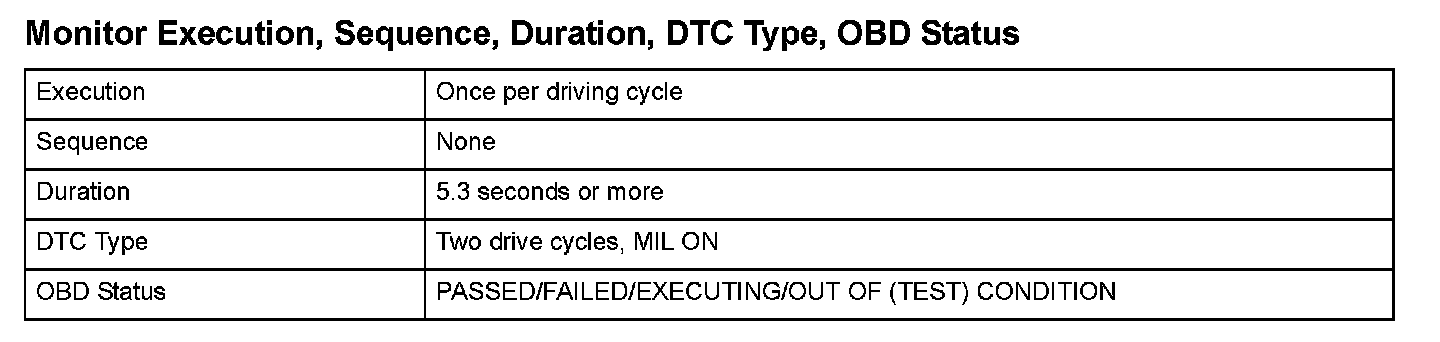 Monitor Execution, Sequence, Duration, DTC Type, OBD Status
Execution Once per driving cycle
Sequence None
Duration 5.3 seconds or more
DTC Type Two drive cycles, MIL ON
OBD Status PASSED/FAILED/EXECUTING/OUT OF (TEST) CONDITION